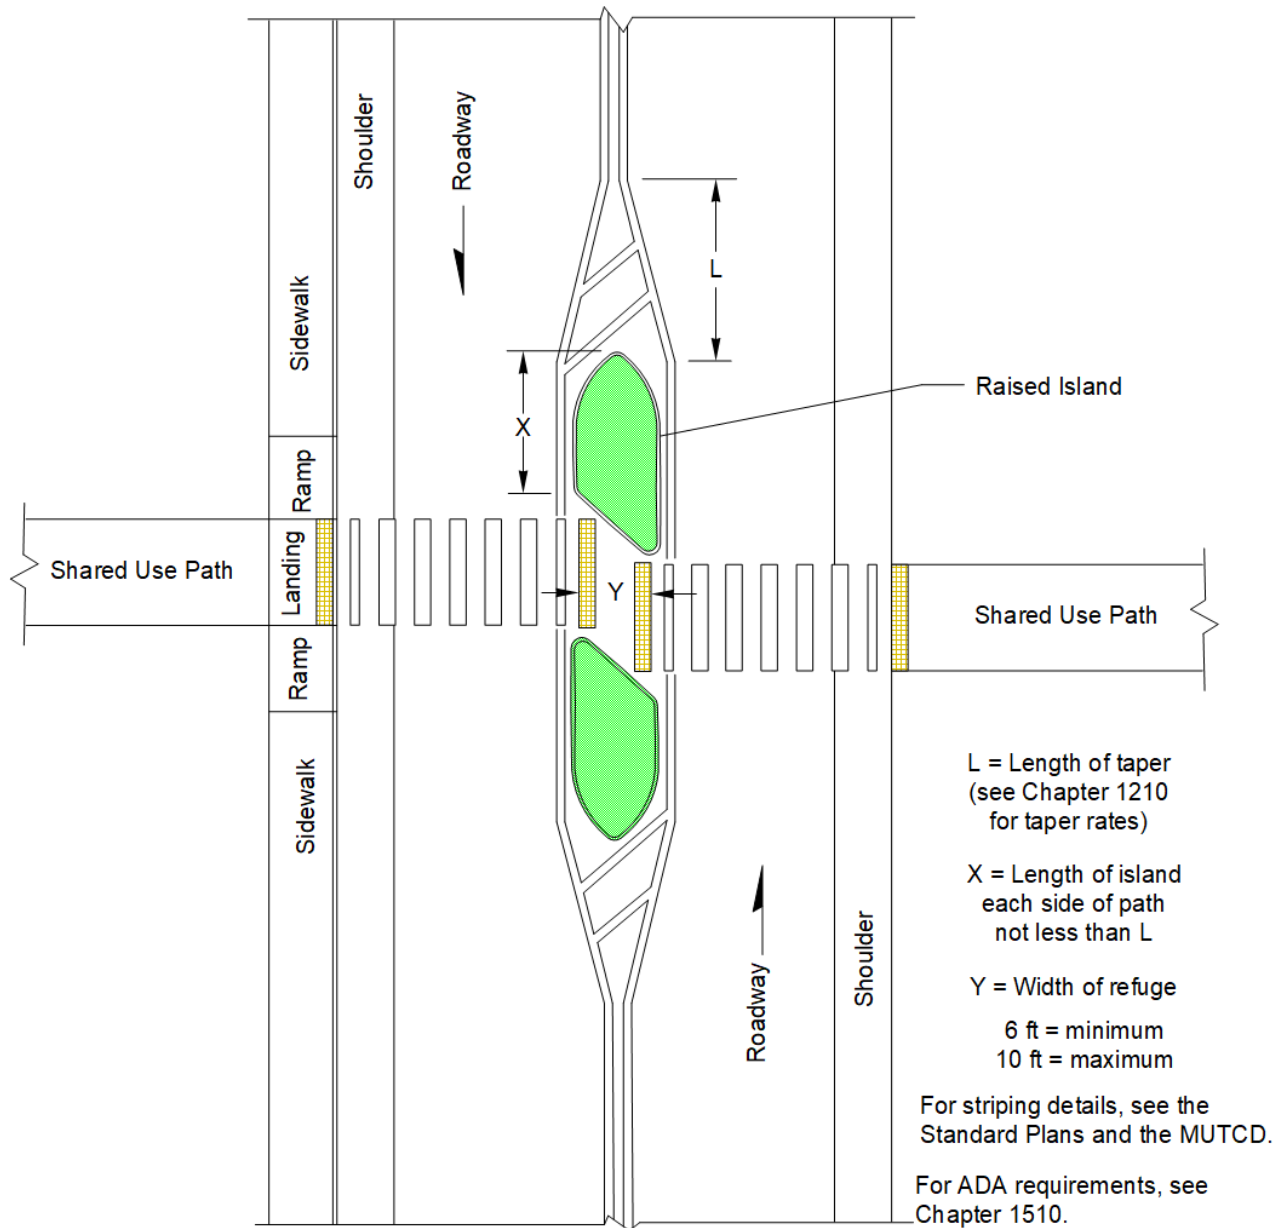 Shoulder
Roadway
Sidewalk
L
Raised Island
X
Ramp
Shared Use Path
Landing
Y
Shared Use Path
Ramp
Sidewalk
L = Length of taper
(see Chapter 1210
for taper rates)
X = Length of island
each side of path
not less than L
Shoulder
Roadway
Y = Width of refuge
6 ft = minimum
10 ft = maximum
For striping details, see the
Standard Plans and the MUTCD.
For ADA requirements, see
Chapter 1510.